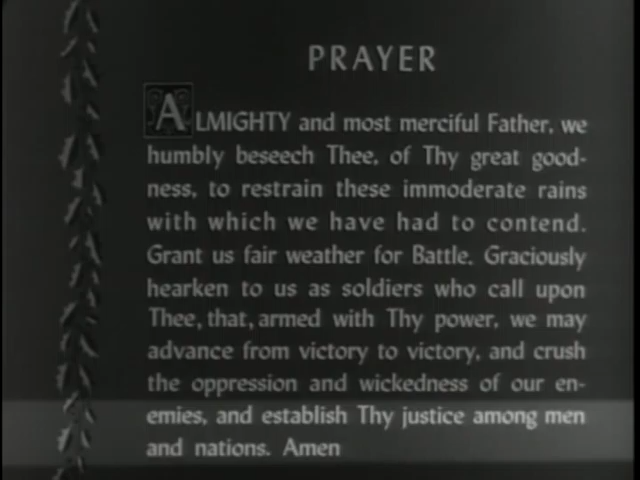 PRAYER
ALMIGHTY and most merciful Father, we
humbly beseech Thee, of Thy great good-
ness, to restrain these immoderate rains
with which we have had to contend.
Grant us fair weather for Battle. Graciously
hearken to us as soldiers who call upon
Thee, that, armed with Thy power, we may
advance from victory to victory, and crush
the oppression and wickedness of our en-
emies, and establish Thy justice among men
and nations. Amen